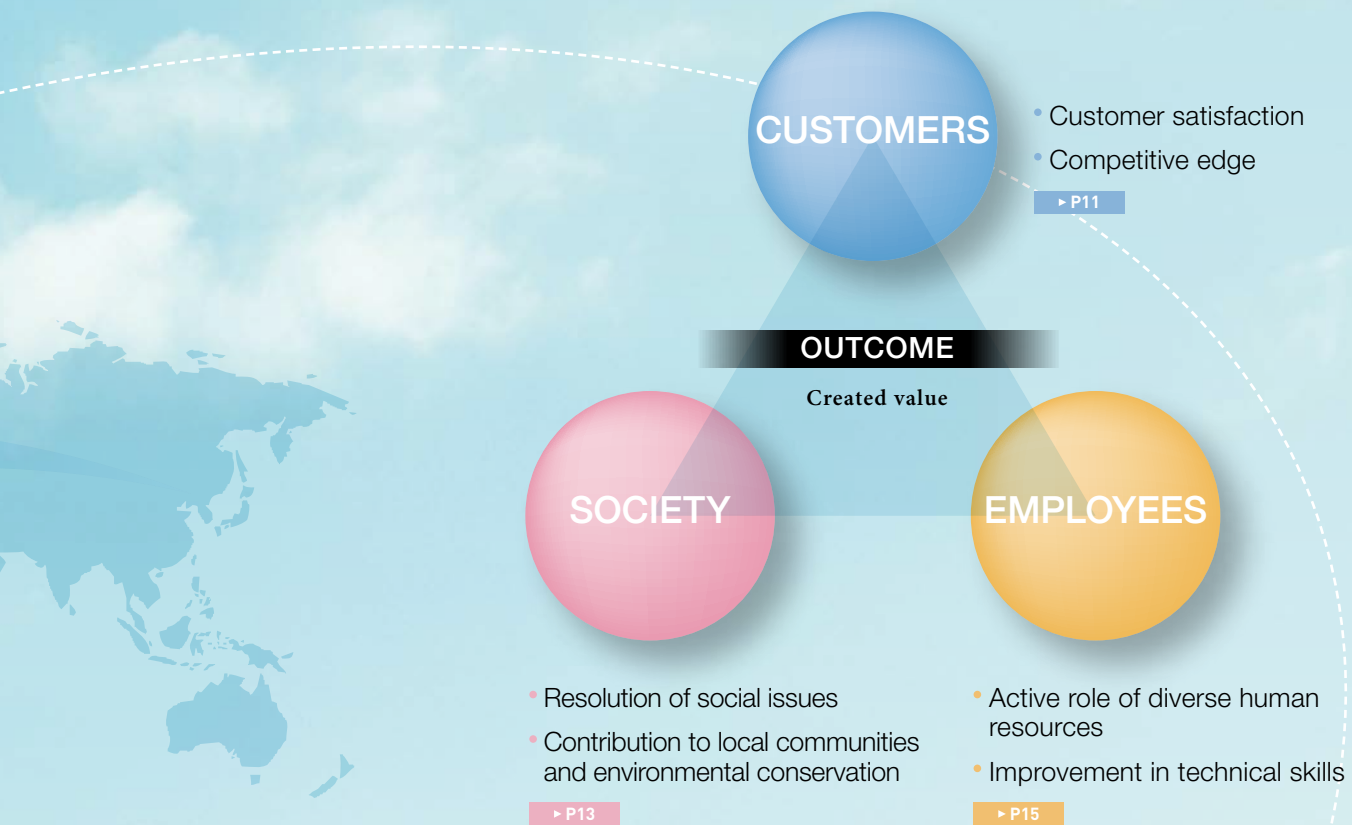 CUSTOMERS
• Customer satisfaction
• Competitive edge
▸ P11
OUTCOME
Created value
SOCIETY
• Resolution of social issues
• Contribution to local communities
and environmental conservation
▸ P13
EMPLOYEES
• Active role of diverse human
resources
• Improvement in technical skills
▸ P15